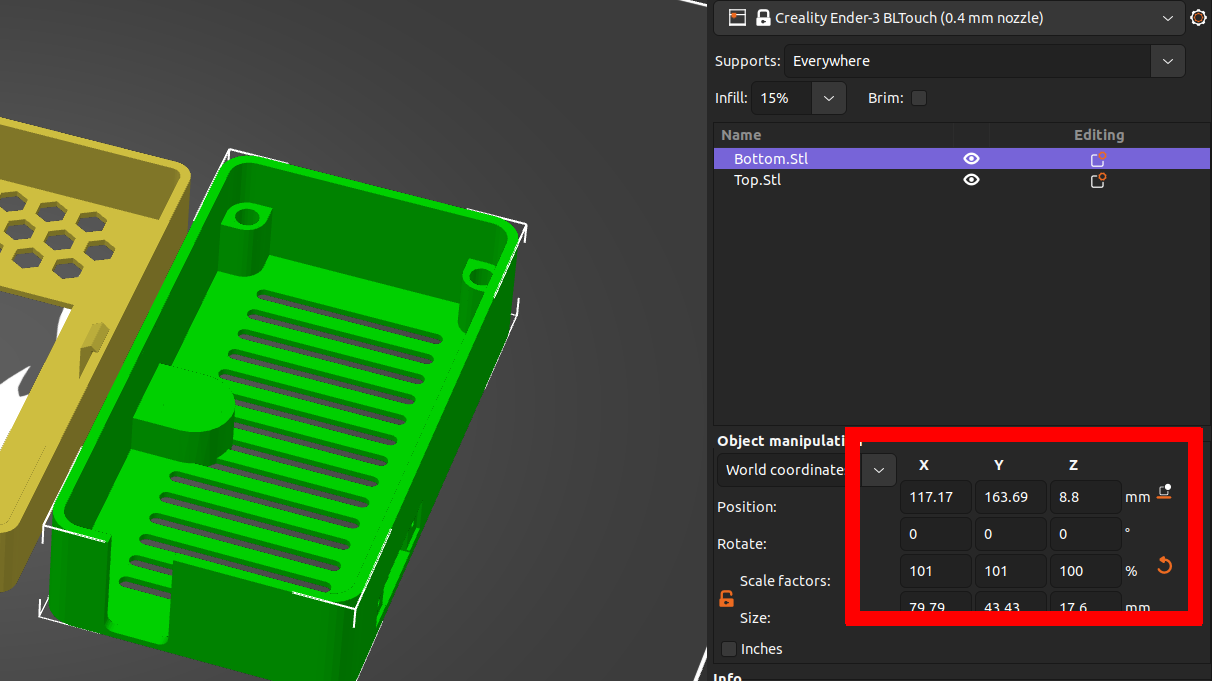 Creality Ender-3 BLTouch (0.4 mm nozzle)
Supports: Everywhere
Infill: 15% Brim:
Name Editing
Bottom.Stl
Top.Stl
Object manipulati
World coordinate X Y Z
Position: 117.17 163.69 8.8 mm
Rotate: 0 0 0 °
Scale factors: 101 101 100 %
Size: 79.79 43.43 17.6 mm
Inches
Info